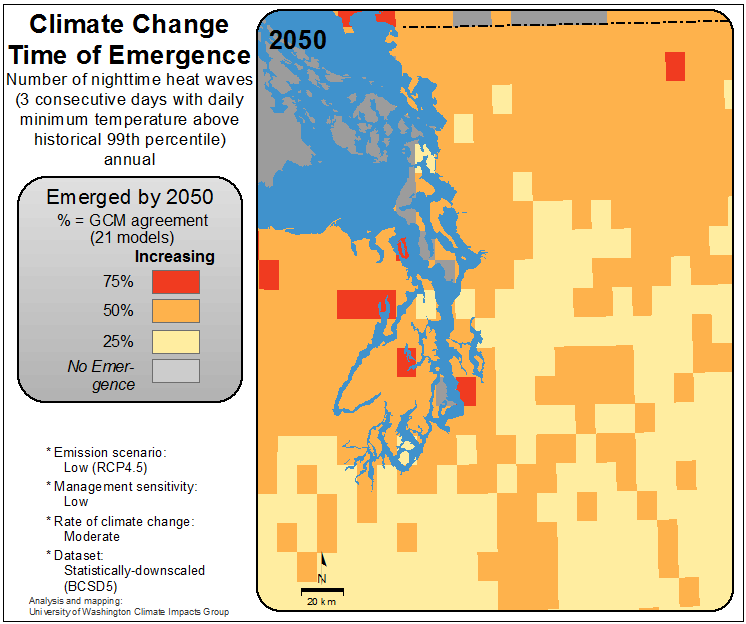 Climate Change
Time of Emergence
Number of nighttime heat waves
(3 consecutive days with daily
minimum temperature above
historical 99th percentile)
annual
Emerged by 2050
% = GCM agreement
(21 models)
Increasing
75%
50%
25%
No Emer-
gence
* Emission scenario:
Low (RCP4.5)
* Management sensitivity:
Low
* Rate of climate change:
Moderate
* Dataset:
Statistically-downscaled
(BCSD5)
Analysis and mapping:
University of Washington Climate Impacts Group
2050
N
20 km